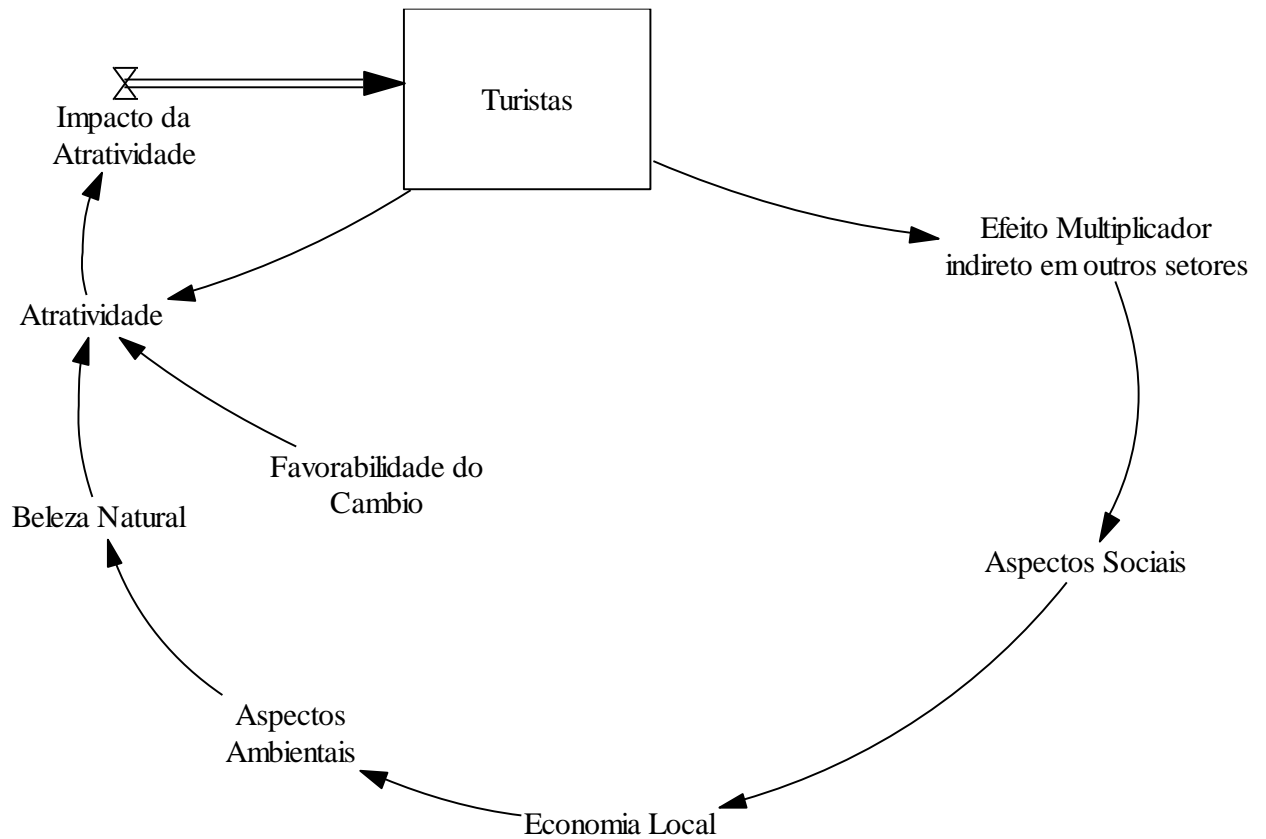 Turistas
Impacto da
Atratividade
Efeito Multiplicador
indireto em outros setores
Atratividade
Favorabilidade do
Cambio
Beleza Natural
Aspectos Sociais
Aspectos
Ambientais
Economia Local